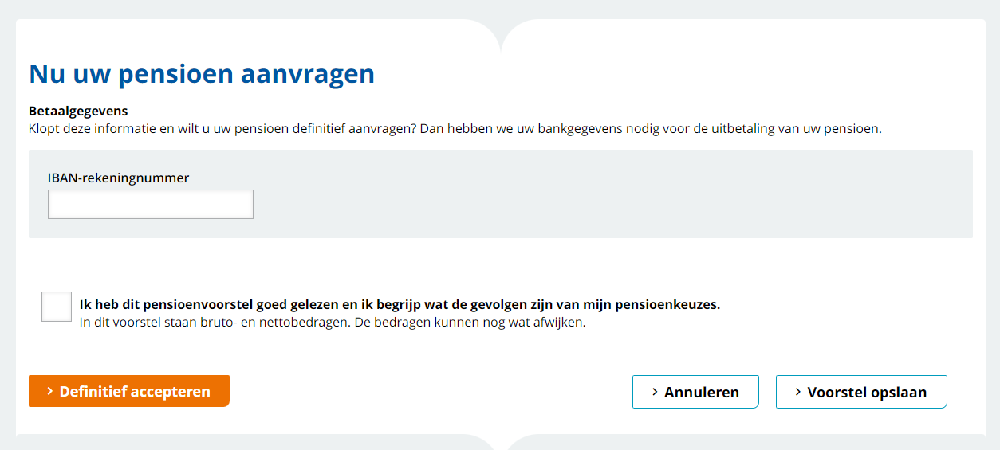 Nu uw pensioen aanvragen
Betaalgegevens
Klopt deze informatie en wilt u uw pensioen definitief aanvragen? Dan hebben we uw bankgegevens nodig voor de uitbetaling van uw pensioen.
IBAN-rekeningnummer
Ik heb dit pensioenvoorstel goed gelezen en ik begrijp wat de gevolgen zijn van mijn pensioenkeuzes.
In dit voorstel staan bruto- en nettobedragen. De bedragen kunnen nog wat afwijken.
Definitief accepteren
Annuleren
Voorstel opslaan